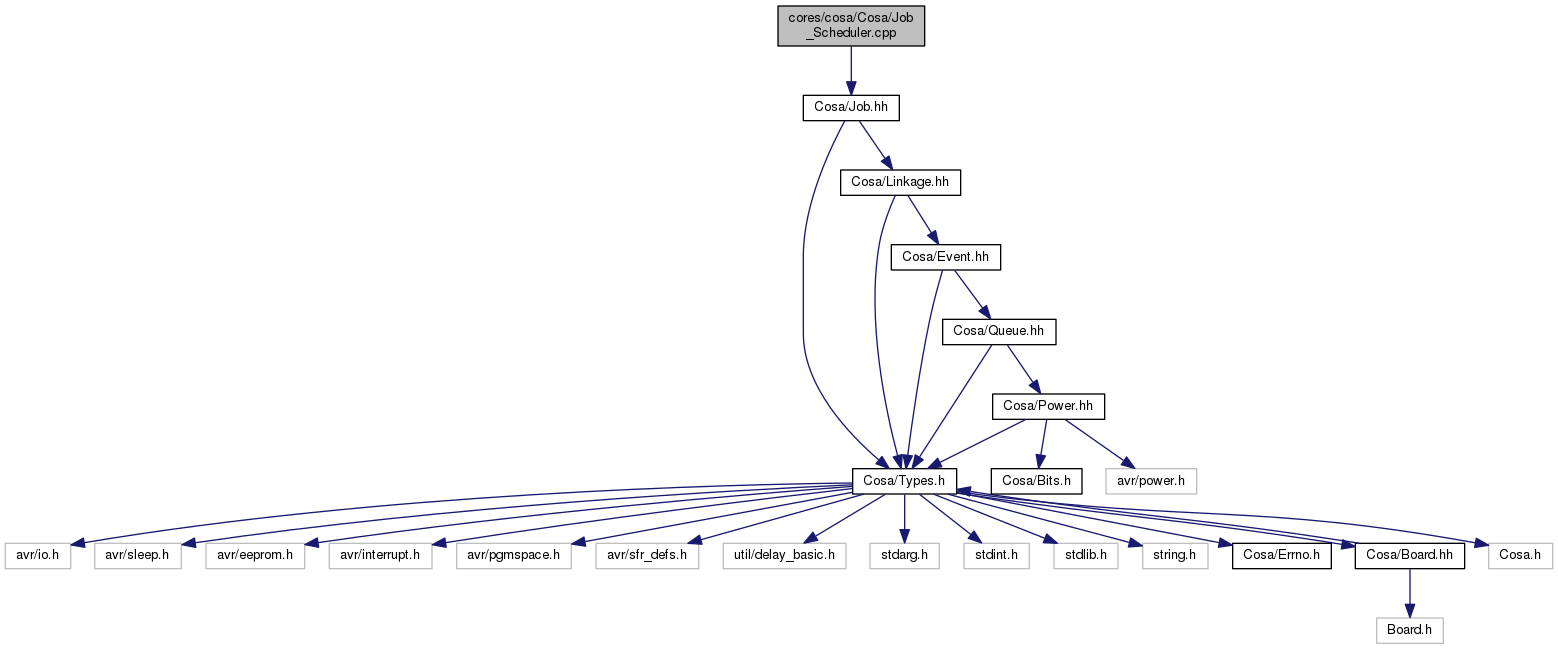 cores/cosa/Cosa/Job
_Scheduler.cpp
Cosa/Job.hh
Cosa/Linkage.hh
Cosa/Event.hh
Cosa/Queue.hh
Cosa/Power.hh
Cosa/Types.h
Cosa/Bits.h
avr/power.h
avr/io.h
avr/sleep.h
avr/eeprom.h
avr/interrupt.h
avr/pgmspace.h
avr/sfr_defs.h
util/delay_basic.h
stdarg.h
stdint.h
stdlib.h
string.h
Cosa/Errno.h
Cosa/Board.hh
Cosa.h
Board.h